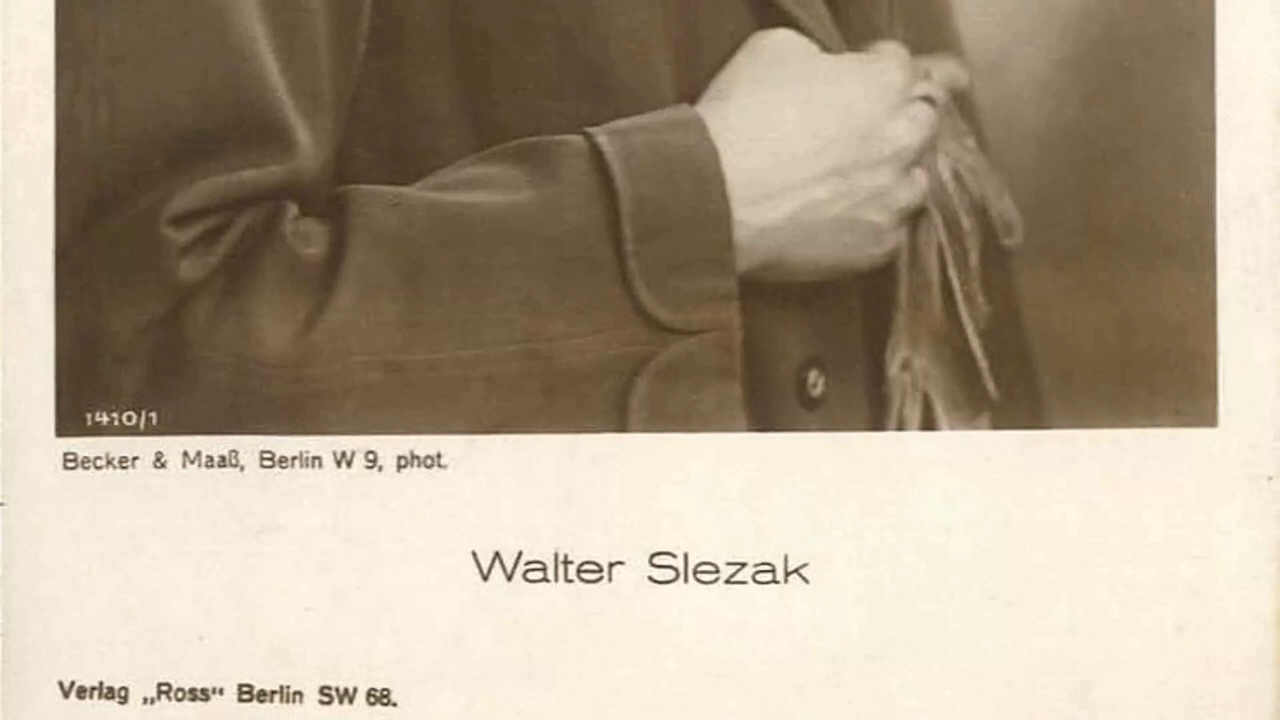 1410/1
Becker & Maaß, Berlin W 9, phot.
Walter Slezak
Verlag „Ross“ Berlin SW 68.